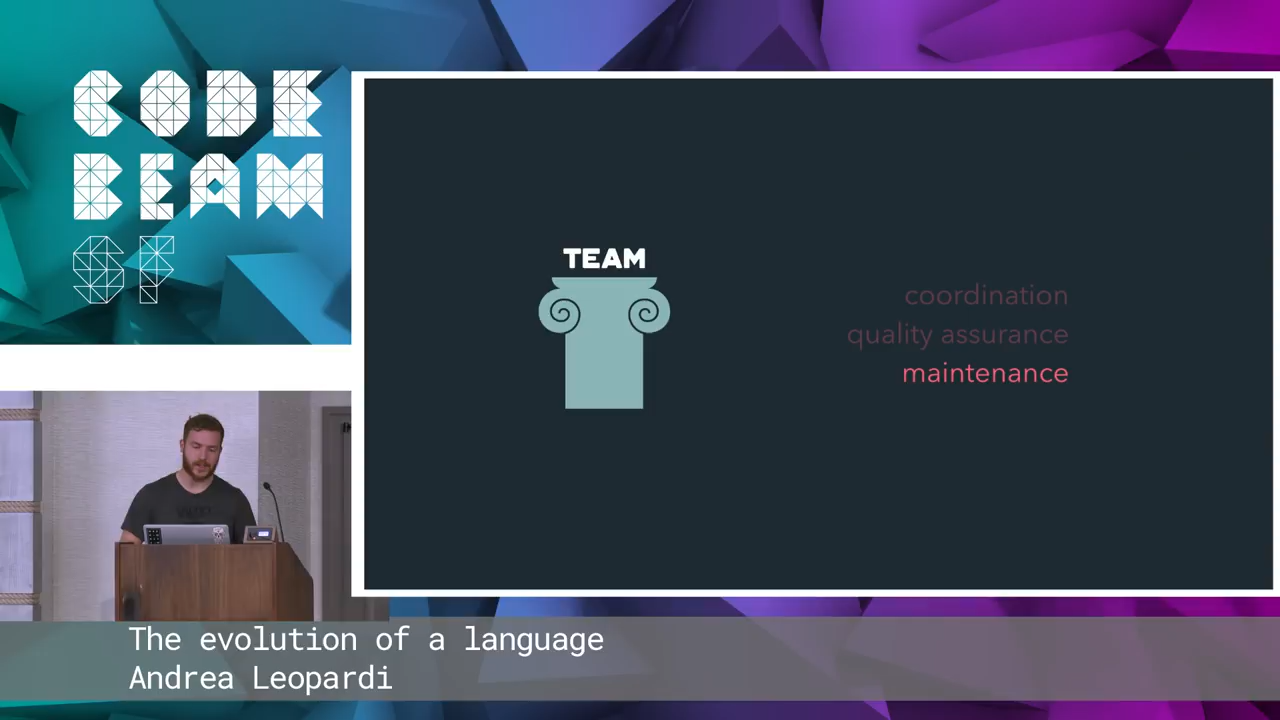 CODE
BEAM
SF
TEAM
coordination
quality assurance
maintenance
The evolution of a language
Andrea Leopardi